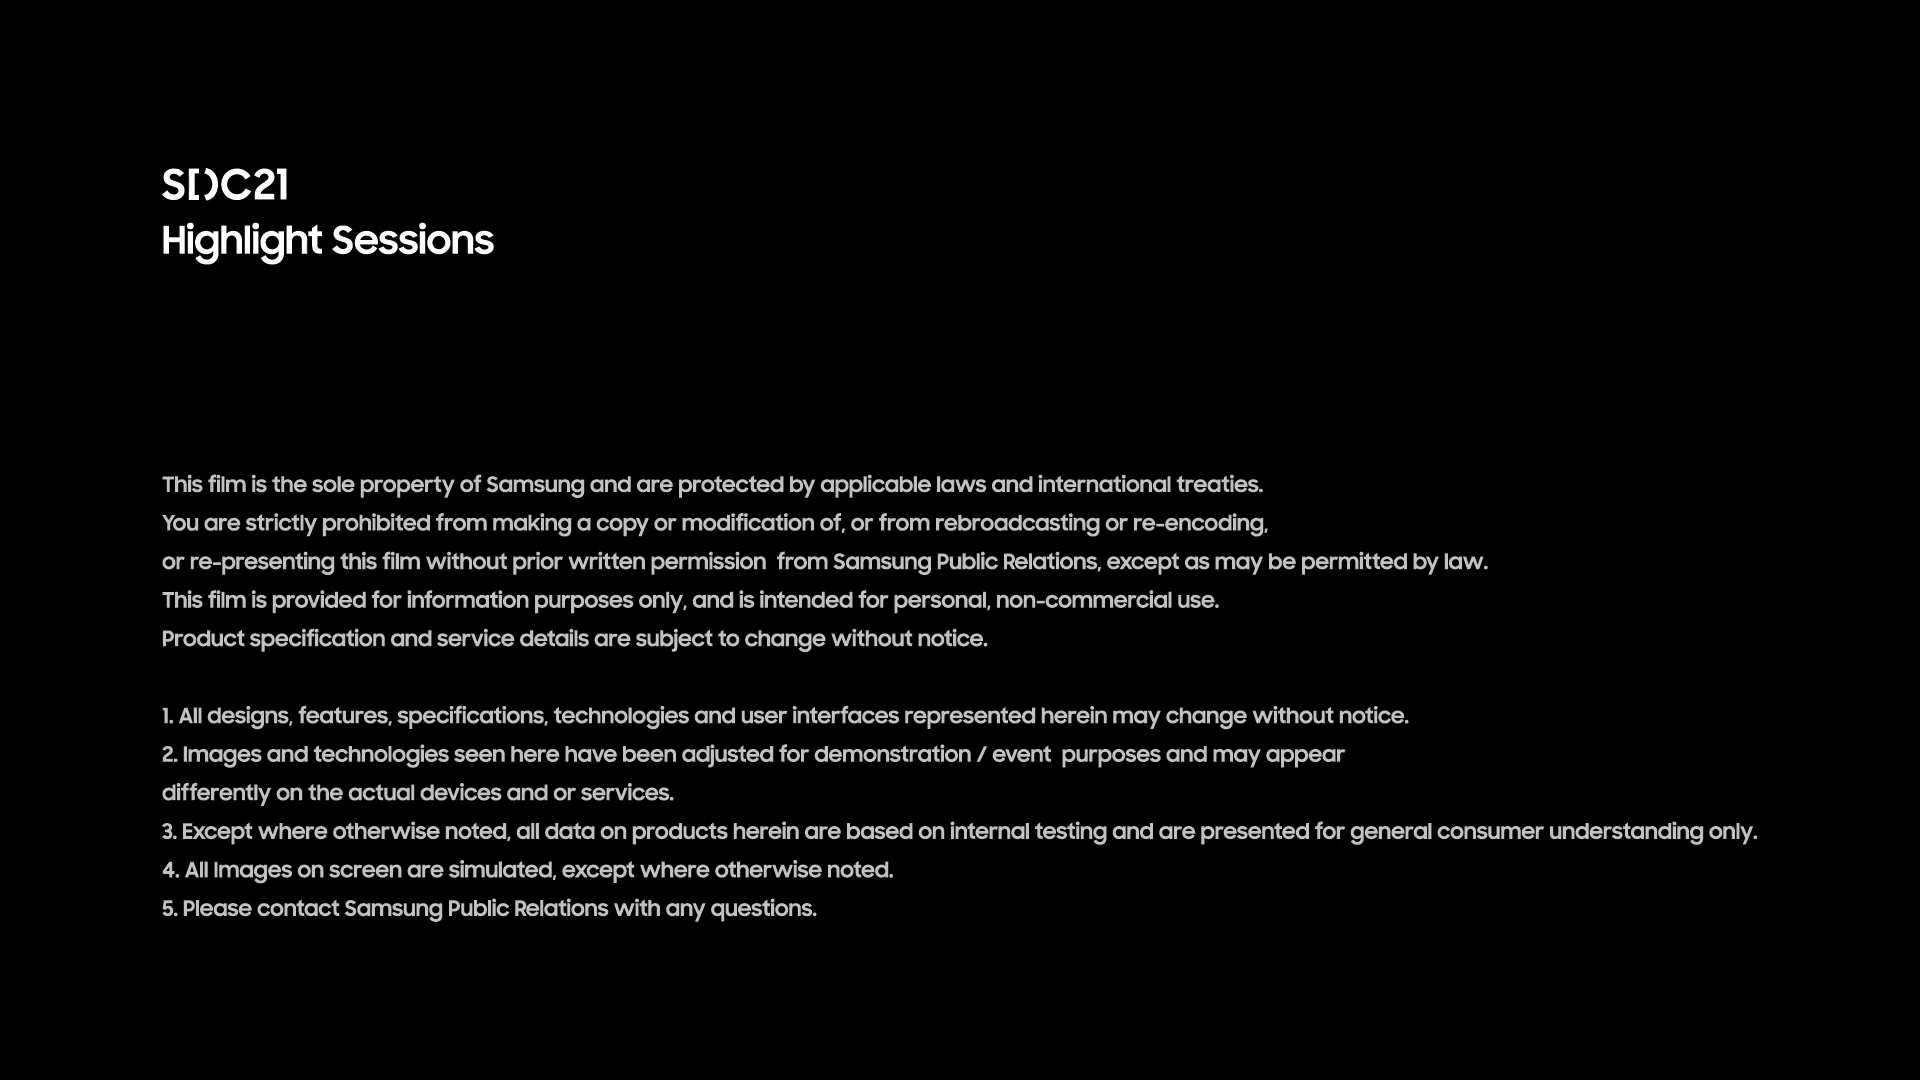 SDC21
Highlight Sessions
This film is the sole property of Samsung and are protected by applicable laws and international treaties.
You are strictly prohibited from making a copy or modification of, or from rebroadcasting or re-encoding,
or re-presenting this film without prior written permission  from Samsung Public Relations, except as may be permitted by law.
This film is provided for information purposes only, and is intended for personal, non-commercial use.
Product specification and service details are subject to change without notice.
1. All designs, features, specifications, technologies and user interfaces represented herein may change without notice.
2. Images and technologies seen here have been adjusted for demonstration / event  purposes and may appear
differently on the actual devices and or services.
3. Except where otherwise noted, all data on products herein are based on internal testing and are presented for general consumer understanding only.
4. All Images on screen are simulated, except where otherwise noted.
5. Please contact Samsung Public Relations with any questions.